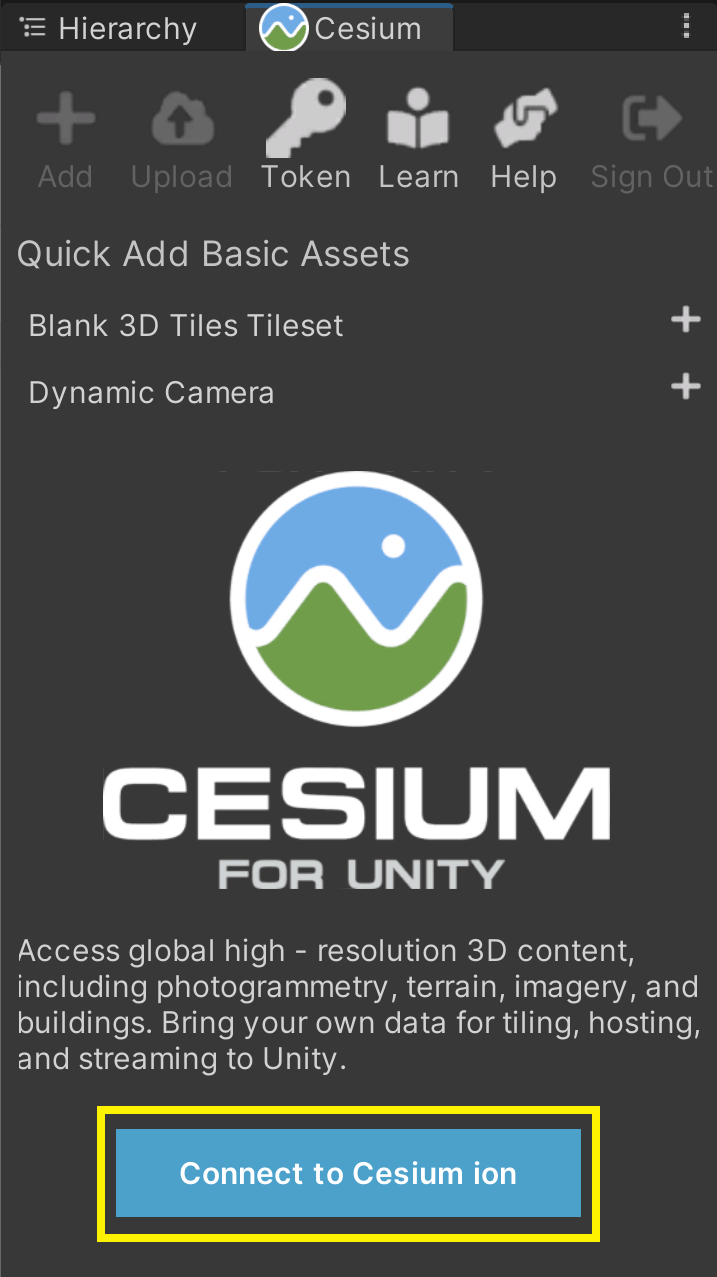 Hierarchy
Cesium
Add
Upload
Token
Learn
Help
Sign Out
Quick Add Basic Assets
Blank 3D Tiles Tileset
Dynamic Camera
CESIUM
FOR UNITY
Access global high - resolution 3D content,
including photogrammetry, terrain, imagery, and
buildings. Bring your own data for tiling, hosting,
and streaming to Unity.
Connect to Cesium ion